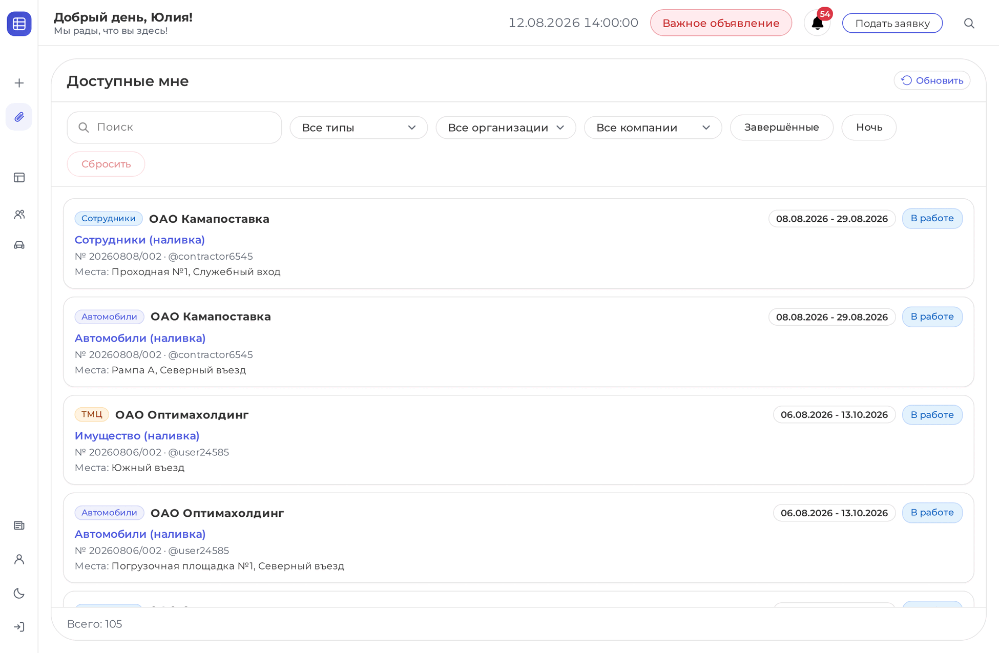 Добрый день, Юлия!
Мы рады, что вы здесь!
12.08.2026 14:00:00
Важное объявление
54
Подать заявку
Доступные мне
Обновить
Поиск
Все типы
Все организации
Все компании
Завершённые
Ночь
Сбросить
Сотрудники ОАО Камапоставка 08.08.2026 - 29.08.2026 В работе
Сотрудники (наливка)
№ 20260808/002 · @contractor6545
Места: Проходная №1, Служебный вход
Автомобили ОАО Камапоставка 08.08.2026 - 29.08.2026 В работе
Автомобили (наливка)
№ 20260808/002 · @contractor6545
Места: Рампа А, Северный въезд
ТМЦ ОАО Оптимахолдинг 06.08.2026 - 13.10.2026 В работе
Имущество (наливка)
№ 20260806/002 · @user24585
Места: Южный въезд
Автомобили ОАО Оптимахолдинг 06.08.2026 - 13.10.2026 В работе
Автомобили (наливка)
№ 20260806/002 · @user24585
Места: Погрузочная площадка №1, Северный въезд
Всего: 105